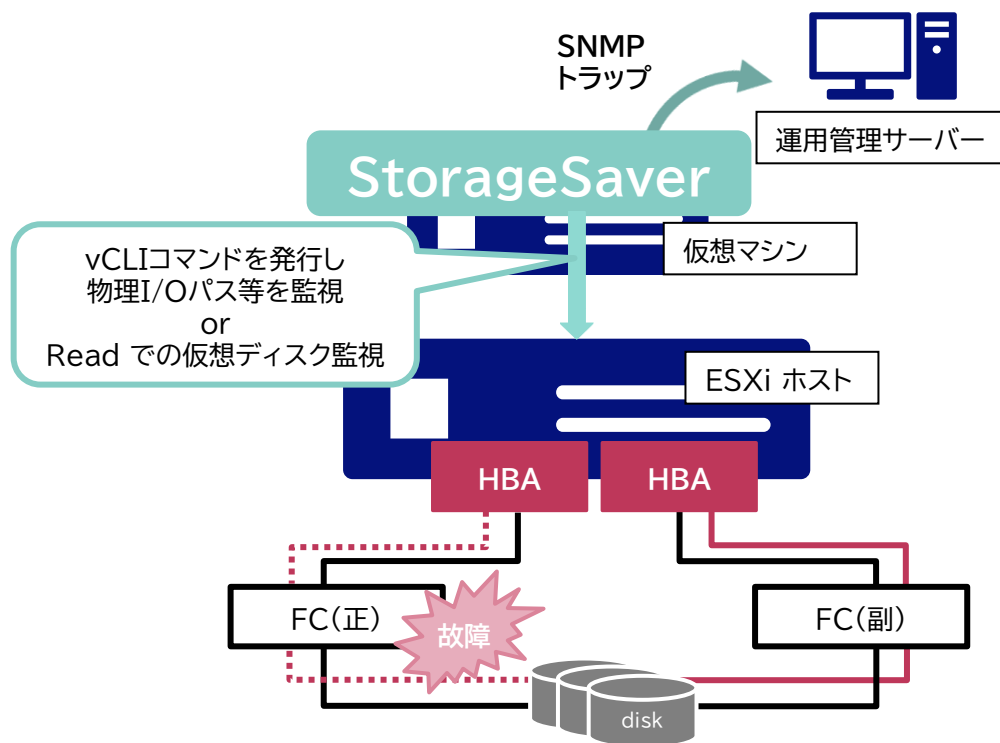 SNMP
トラップ
運用管理サーバー
StorageSaver
仮想マシン
vCLIコマンドを発行し
物理I/Oパス等を監視
or
Read での仮想ディスク監視
ESXi ホスト
HBA
HBA
FC(正)
故障
FC(副)
disk